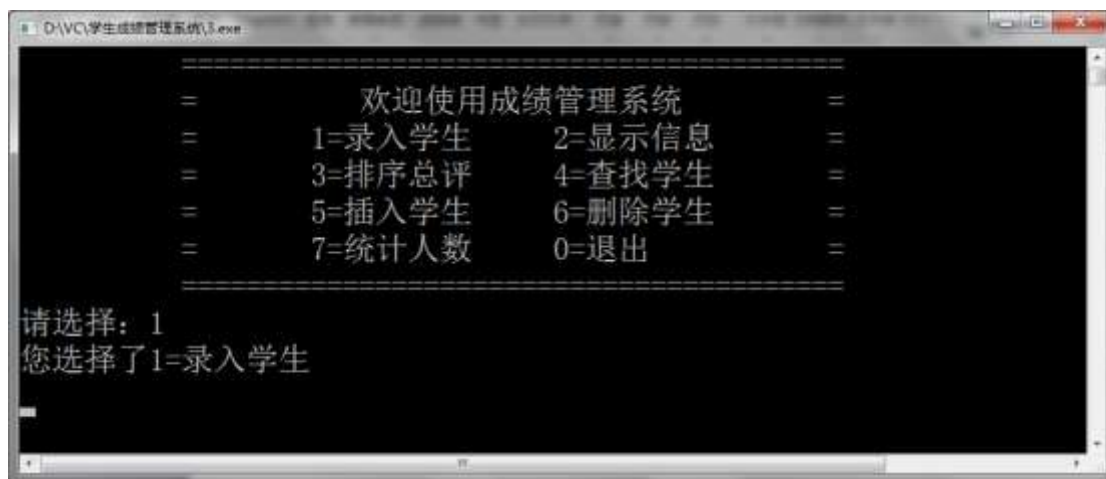 D:\VC\学生成绩管理系统\3.exe
=========================================
= 欢迎使用成绩管理系统 =
= 1=录入学生 2=显示信息 =
= 3=排序总评 4=查找学生 =
= 5=插入学生 6=删除学生 =
= 7=统计人数 0=退出 =
=========================================
请选择：1
您选择了1=录入学生